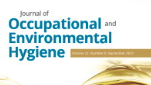 Journal of
Occupational and
Environmental
Hygiene